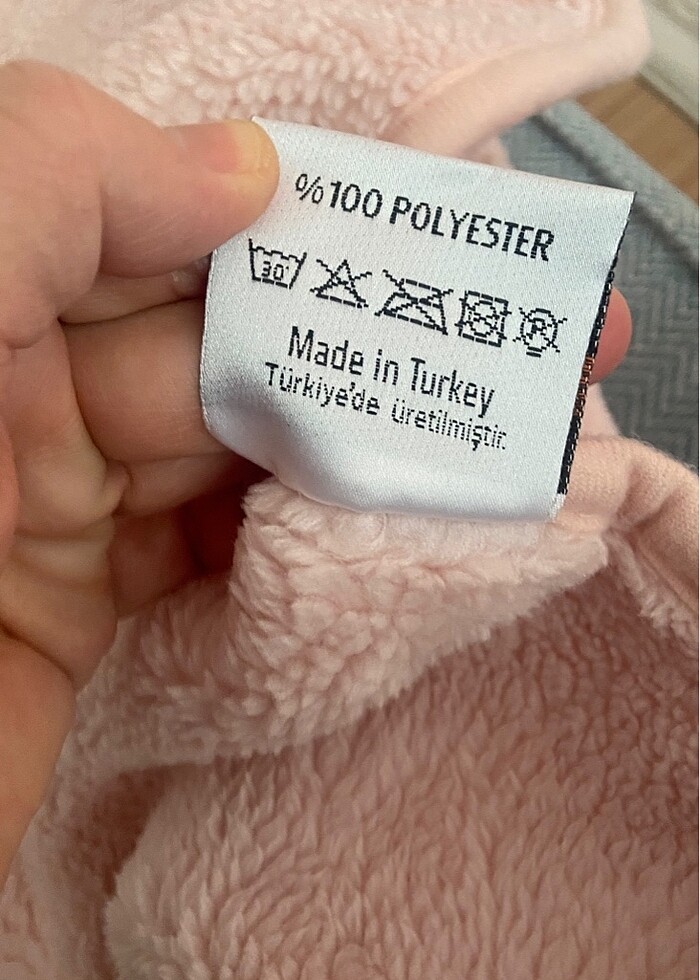 %100 POLYESTER
30°
P
Made in Turkey
Türkiye'de üretilmiştir.